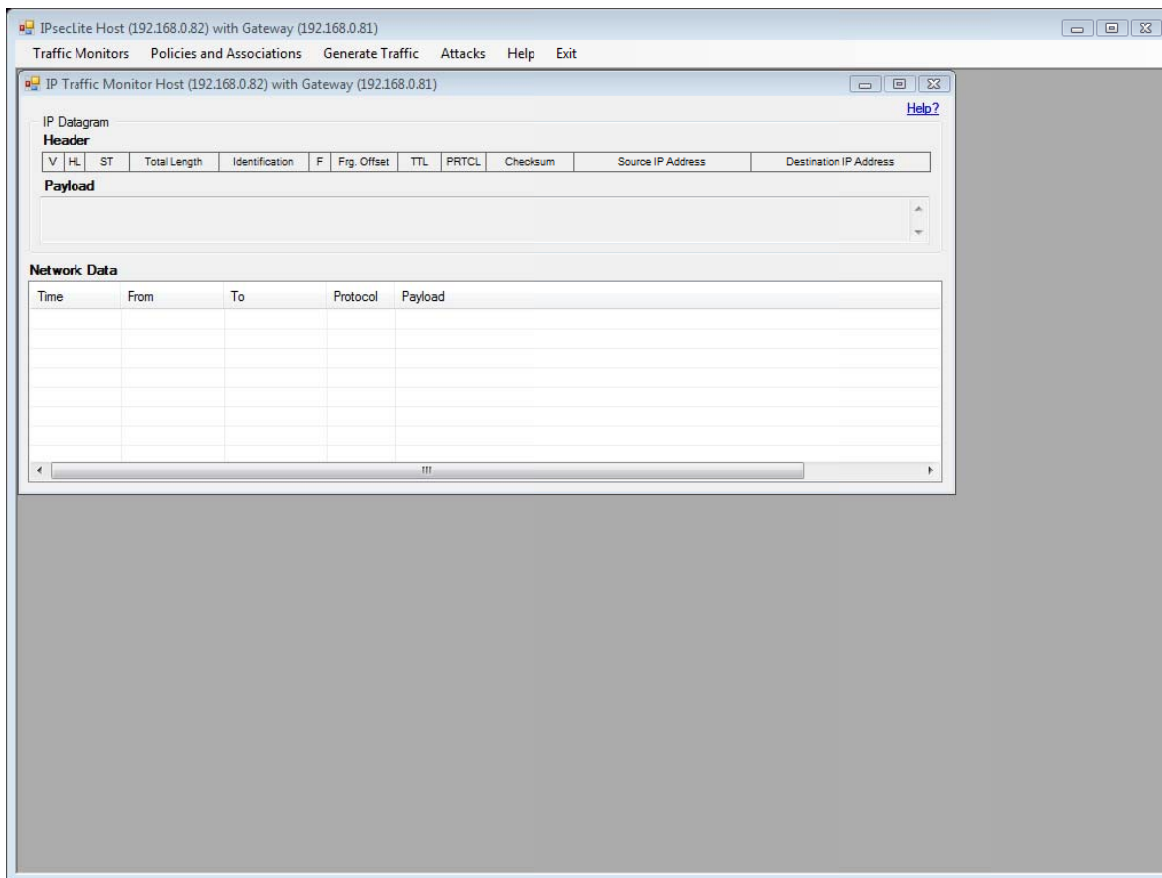 IPsecLite Host (192.168.0.82) with Gateway (192.168.0.81)
Traffic Monitors Policies and Associations Generate Traffic Attacks Help Exit
IP Traffic Monitor Host (192.168.0.82) with Gateway (192.168.0.81)
Help?
IP Datagram
Header
V HL ST Total Length Identification F Frg. Offset TTL PRTCL Checksum Source IP Address Destination IP Address
Payload
Network Data
Time From To Protocol Payload